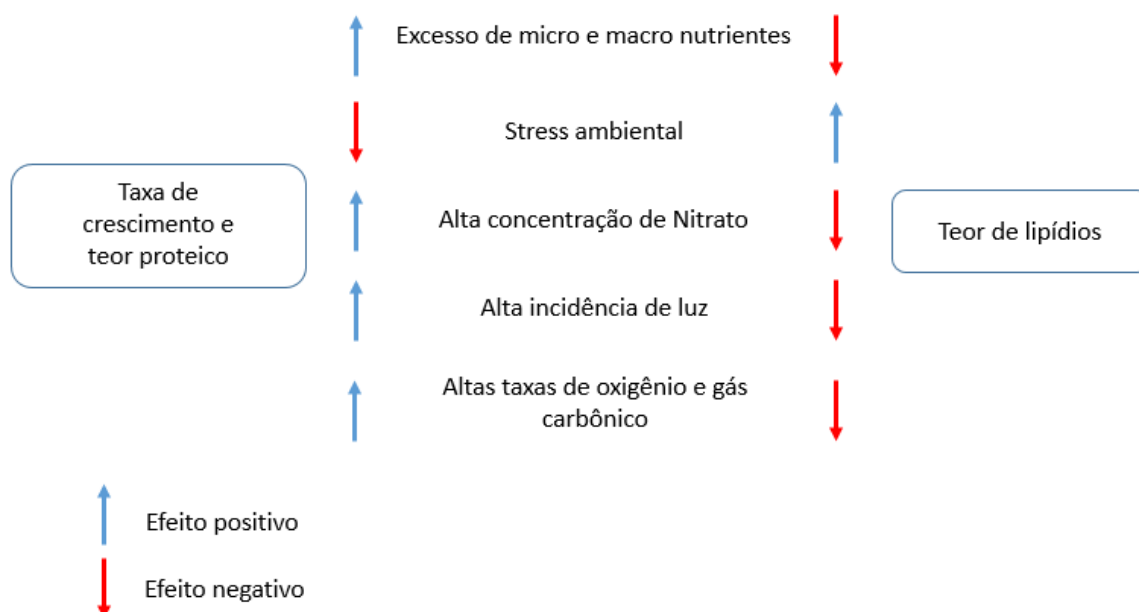 Excesso de micro e macro nutrientes
Stress ambiental
Taxa de
crescimento e
teor proteico
Alta concentração de Nitrato
Teor de lipídios
Alta incidência de luz
Altas taxas de oxigênio e gás
carbônico
Efeito positivo
Efeito negativo